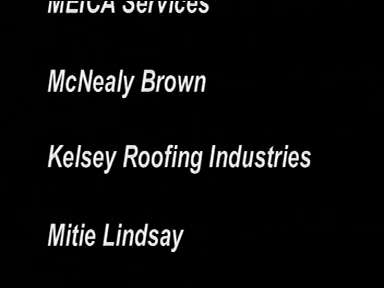 MEICA Services
McNealy Brown
Kelsey Roofing Industries
Mitie Lindsay